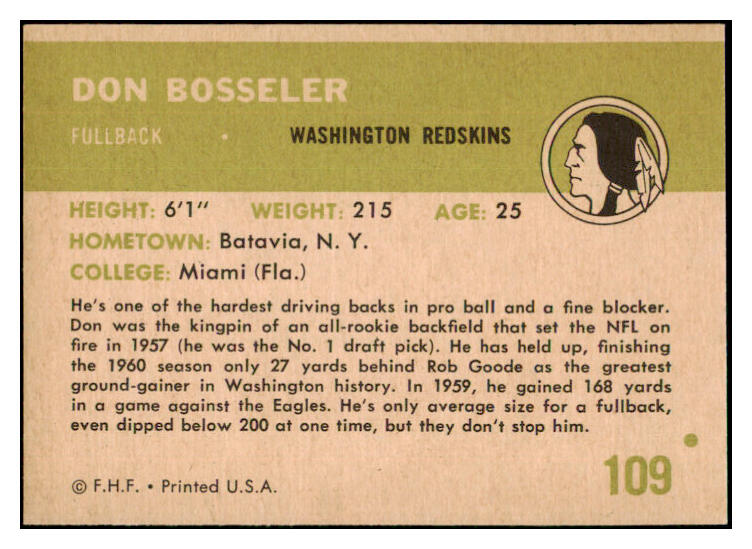 DON BOSSELER
FULLBACK • WASHINGTON REDSKINS
HEIGHT: 6'1" WEIGHT: 215 AGE: 25
HOMETOWN: Batavia, N. Y.
COLLEGE: Miami (Fla.)
He's one of the hardest driving backs in pro ball and a fine blocker.
Don was the kingpin of an all-rookie backfield that set the NFL on
fire in 1957 (he was the No. 1 draft pick). He has held up, finishing
the 1960 season only 27 yards behind Rob Goode as the greatest
ground-gainer in Washington history. In 1959, he gained 168 yards
in a game against the Eagles. He's only average size for a fullback,
even dipped below 200 at one time, but they don't stop him.
© F.H.F. • Printed U.S.A.
109